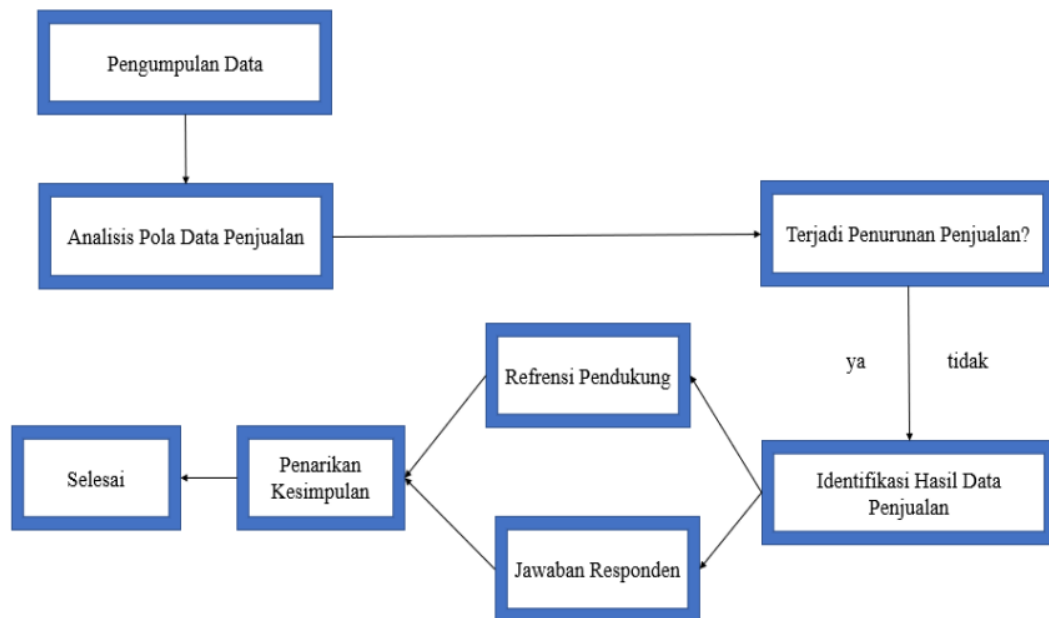 Pengumpulan Data
Analisis Pola Data Penjualan
Terjadi Penurunan Penjualan?
ya
tidak
Identifikasi Hasil Data
Penjualan
Refrensi Pendukung
Jawaban Responden
Penarikan
Kesimpulan
Selesai